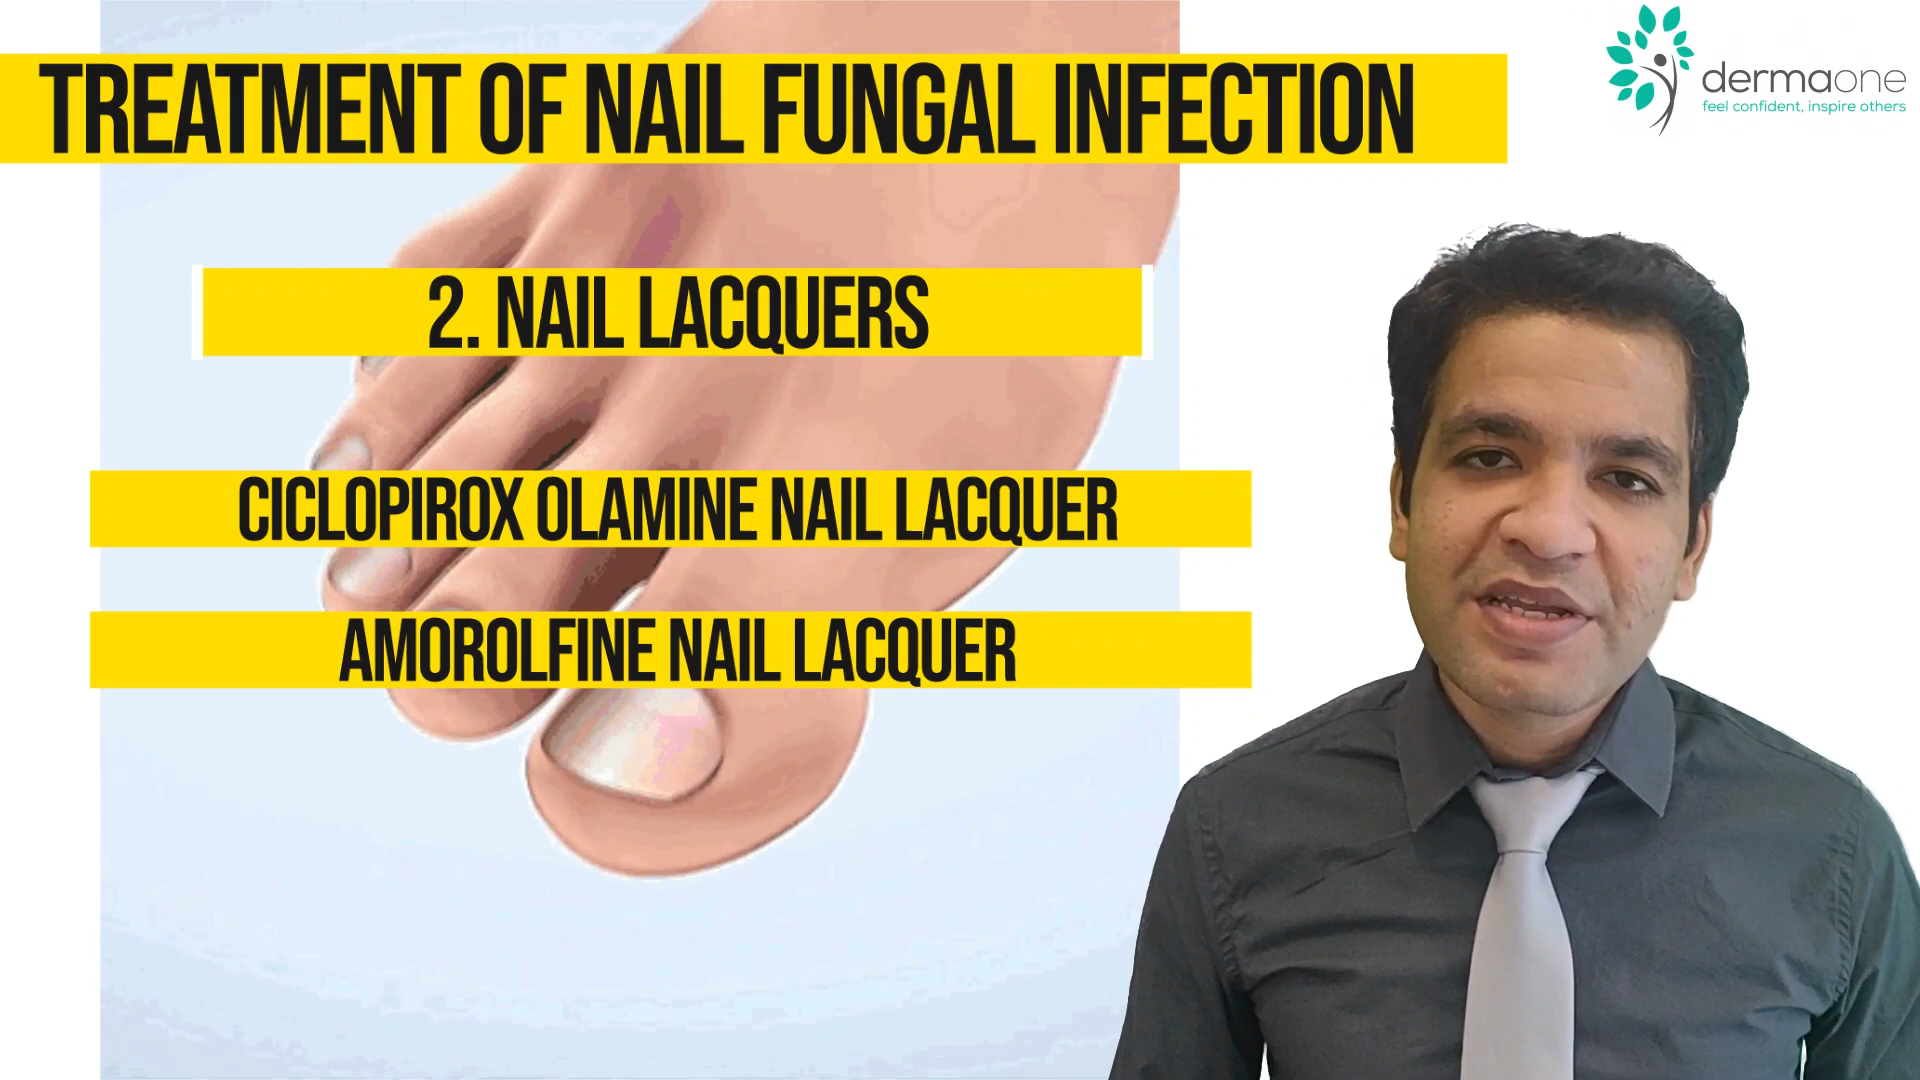 TREATMENT OF NAIL FUNGAL INFECTION
dermaone
feel confident, inspire others
2. NAIL LACQUERS
CICLOPIROX OLAMINE NAIL LACQUER
AMOROLFINE NAIL LACQUER